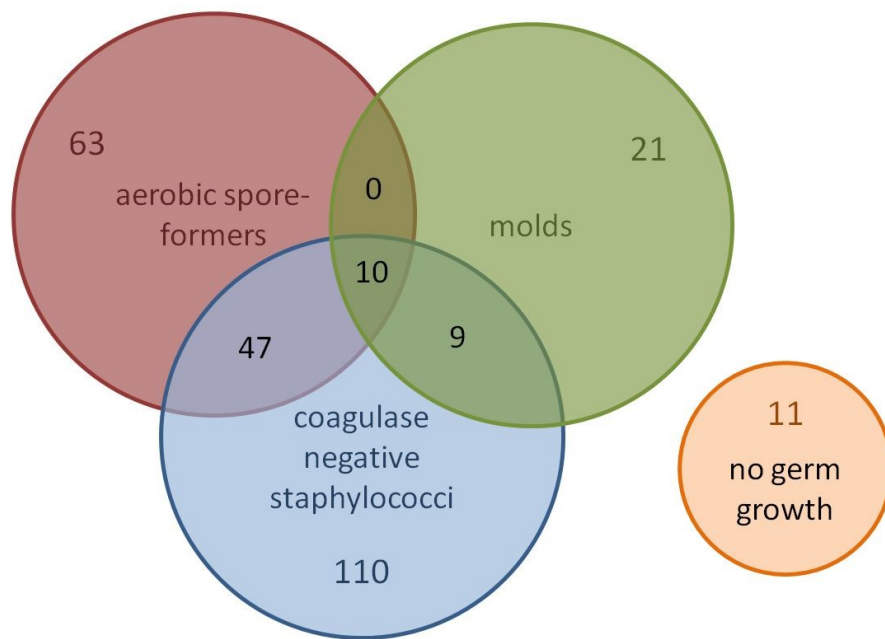 63
aerobic spore-
formers
0
21
molds
10
47
9
coagulase
negative
staphylococci
110
11
no germ
growth